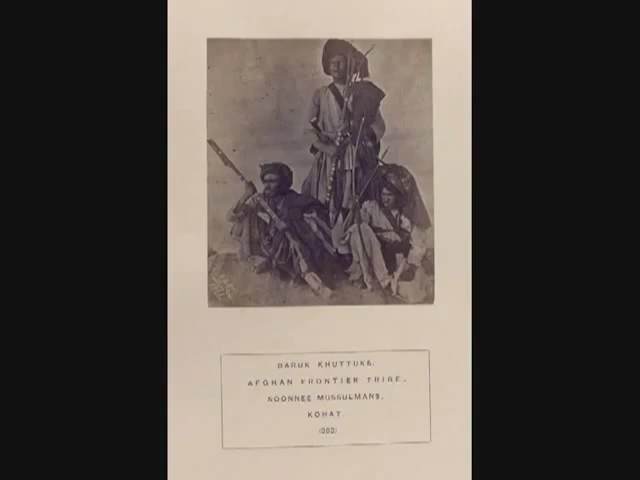 BARUK KHUTTUKS.
AFGHAN FRONTIER TRIBE.
SOONNEE MUSSULMANS.
KOHAT.